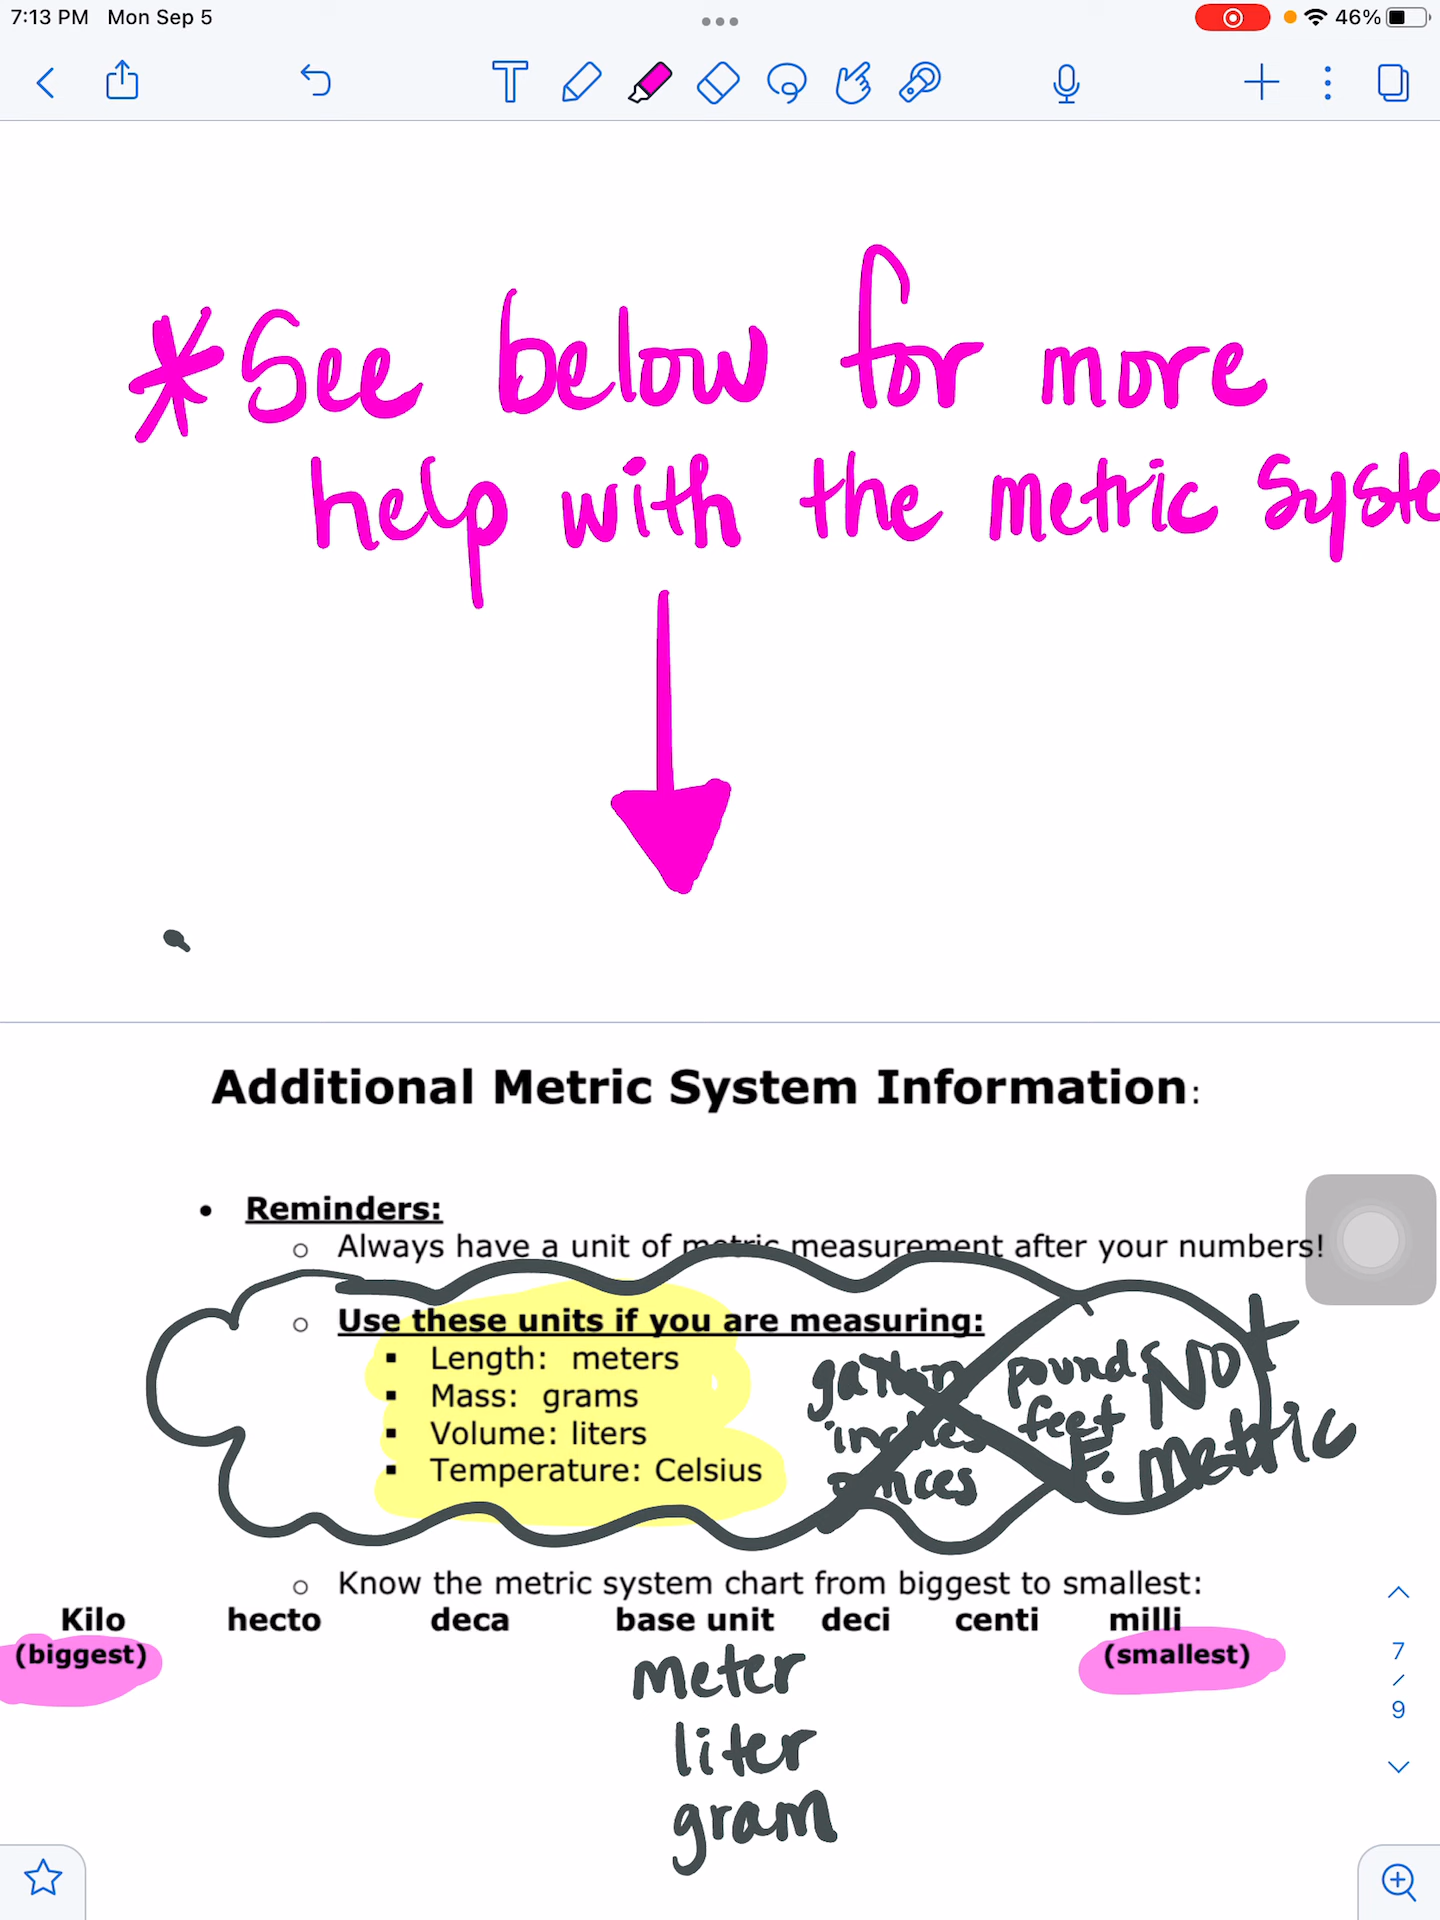 7:13 PM Mon Sep 5
46%
*See below for more
help with the metric Syste
Additional Metric System Information:
• Reminders:
o Always have a unit of metric measurement after your numbers!
o Use these units if you are measuring:
▪ Length: meters
▪ Mass: grams
▪ Volume: liters
▪ Temperature: Celsius
gallon pounds NOT
inches feet metric
ounces F.
o Know the metric system chart from biggest to smallest:
Kilo hecto deca base unit deci centi milli
(biggest) (smallest)
meter
liter
gram
7
/
9